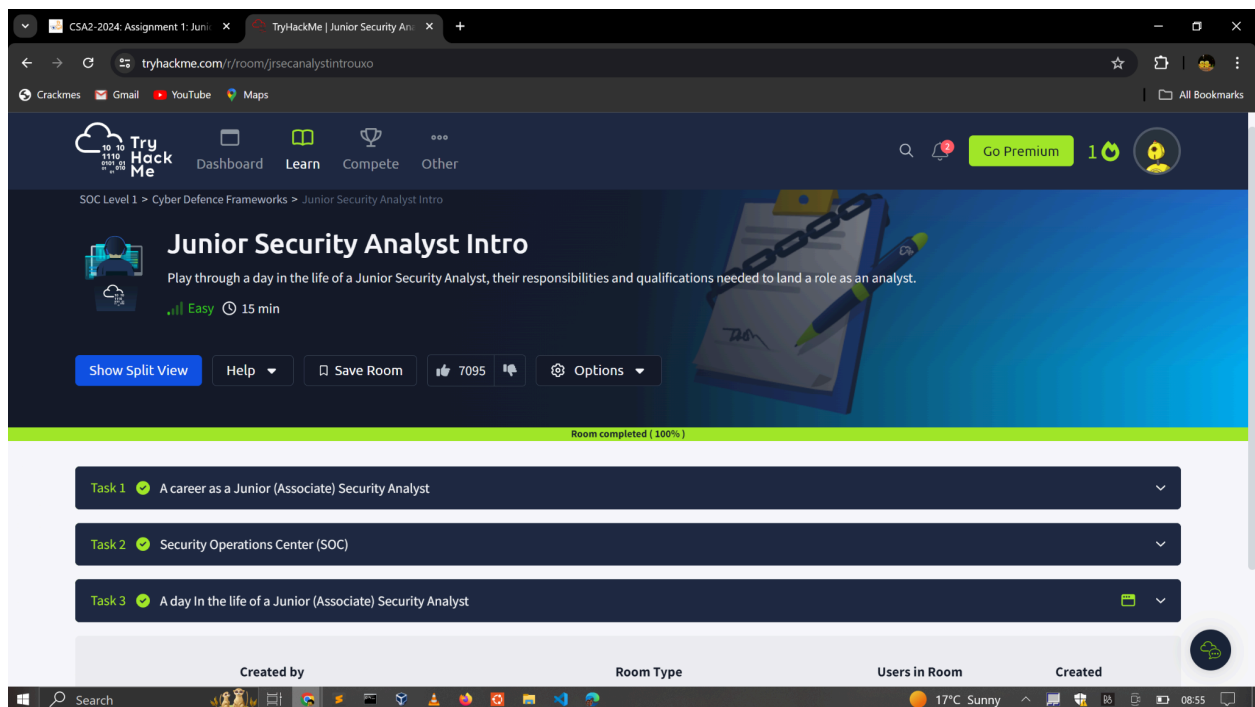 CSA2-2024: Assignment 1: Juni
TryHackMe | Junior Security An
tryhackme.com/r/room/jrsecanalystintrouxo
Crackmes Gmail YouTube Maps All Bookmarks
Try
Hack
Me
Dashboard Learn Compete Other
2
Go Premium
1
SOC Level 1 > Cyber Defence Frameworks > Junior Security Analyst Intro
Junior Security Analyst Intro
Play through a day in the life of a Junior Security Analyst, their responsibilities and qualifications needed to land a role as an analyst.
Easy 15 min
Show Split View Help Save Room 7095 Options
Room completed ( 100% )
Task 1 A career as a Junior (Associate) Security Analyst
Task 2 Security Operations Center (SOC)
Task 3 A day In the life of a Junior (Associate) Security Analyst
Created by Room Type Users in Room Created
Search 17°C Sunny 08:55